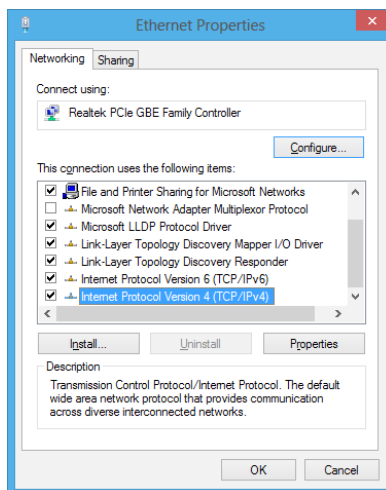 Ethernet Properties
Networking
Sharing
Connect using:
Realtek PCIe GBE Family Controller
Configure...
This connection uses the following items:
File and Printer Sharing for Microsoft Networks
Microsoft Network Adapter Multiplexor Protocol
Microsoft LLDP Protocol Driver
Link-Layer Topology Discovery Mapper I/O Driver
Link-Layer Topology Discovery Responder
Internet Protocol Version 6 (TCP/IPv6)
Internet Protocol Version 4 (TCP/IPv4)
Install...
Uninstall
Properties
Description
Transmission Control Protocol/Internet Protocol. The default
wide area network protocol that provides communication
across diverse interconnected networks.
OK
Cancel